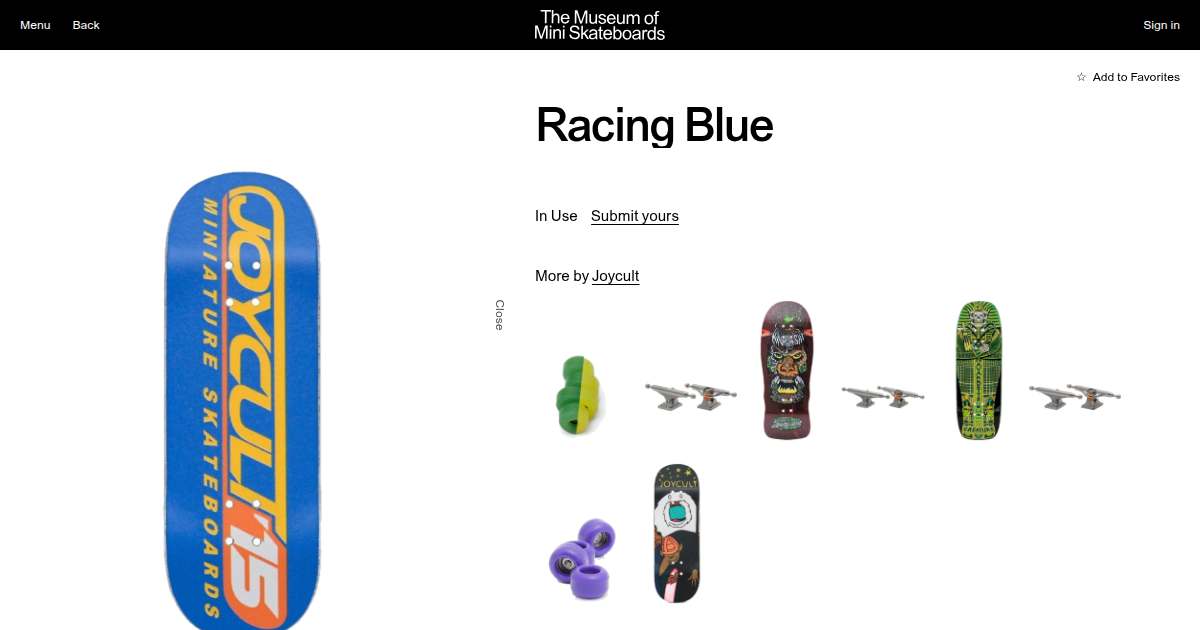 Menu
Back
The Museum of
Mini Skateboards
Sign in
☆ Add to Favorites
Racing Blue
In Use Submit yours
More by Joycult
Close
JOYCULT'15
MINIATURE SKATEBOARDS
JOYCULT